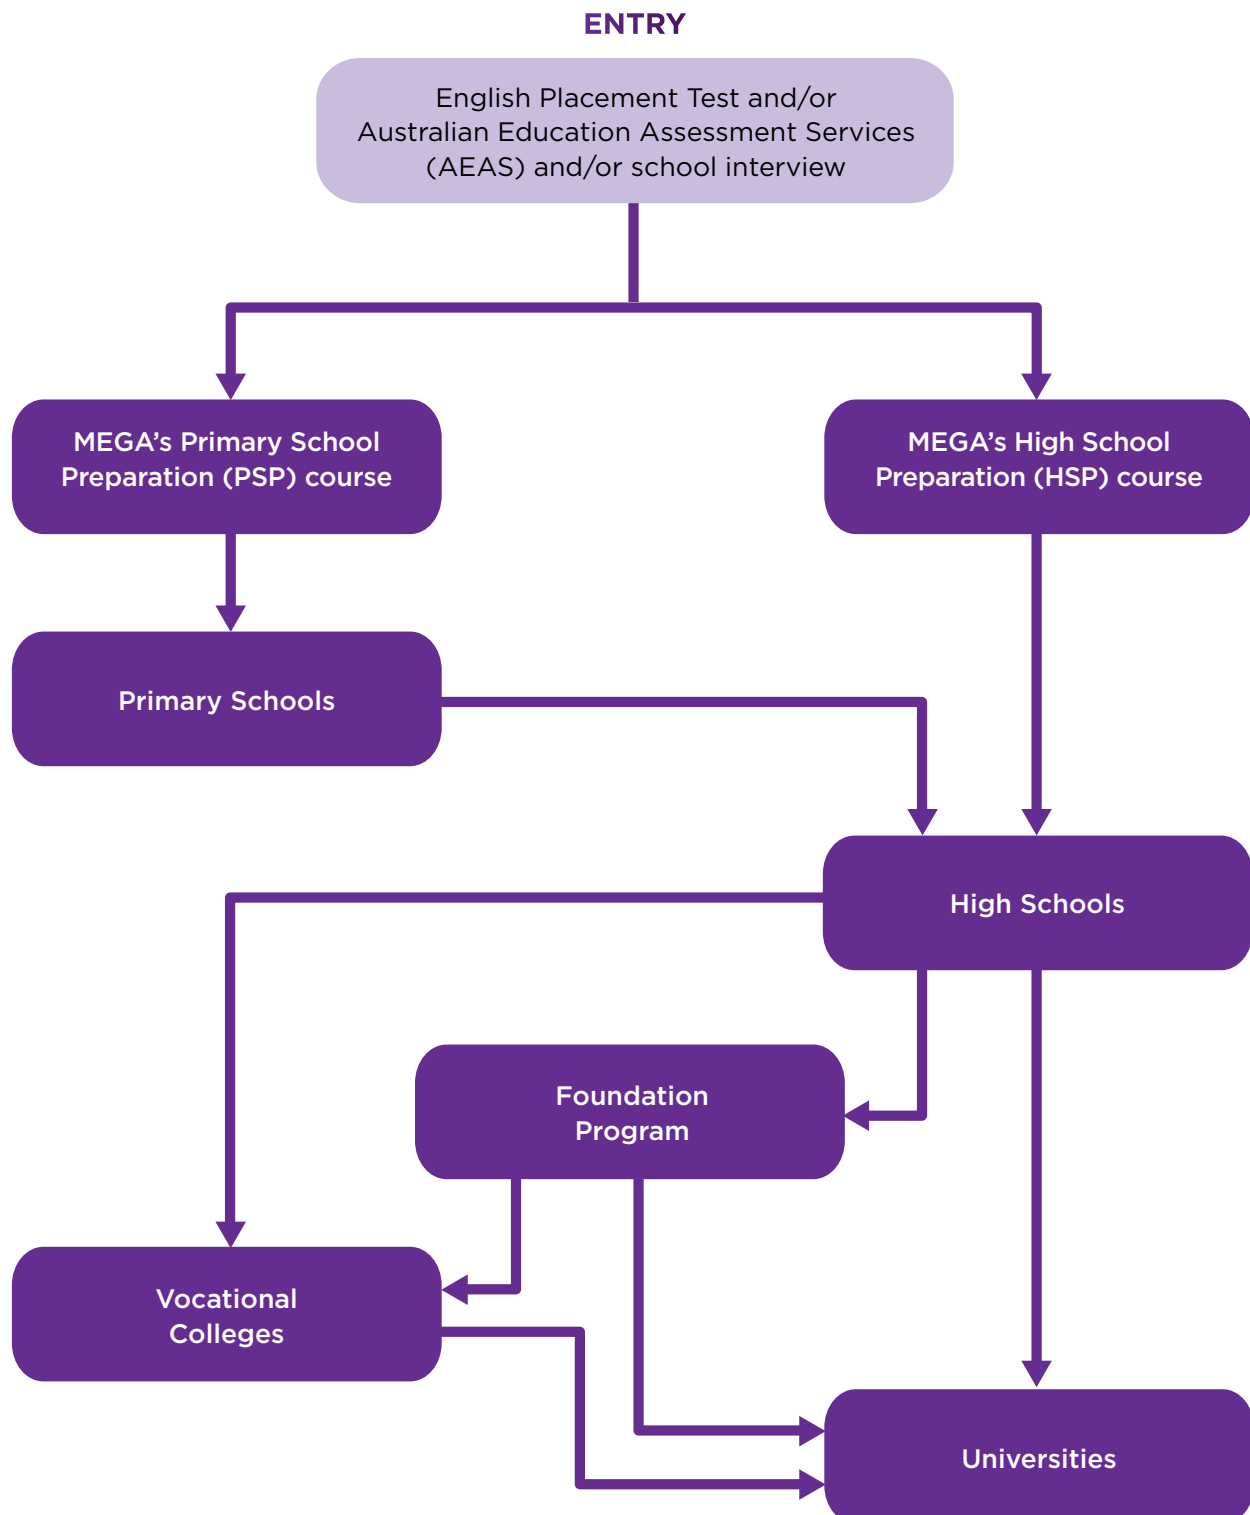 ENTRY
English Placement Test and/or
Australian Education Assessment Services
(AEAS) and/or school interview
MEGA’s Primary School
Preparation (PSP) course
MEGA’s High School
Preparation (HSP) course
Primary Schools
High Schools
Foundation
Program
Vocational
Colleges
Universities